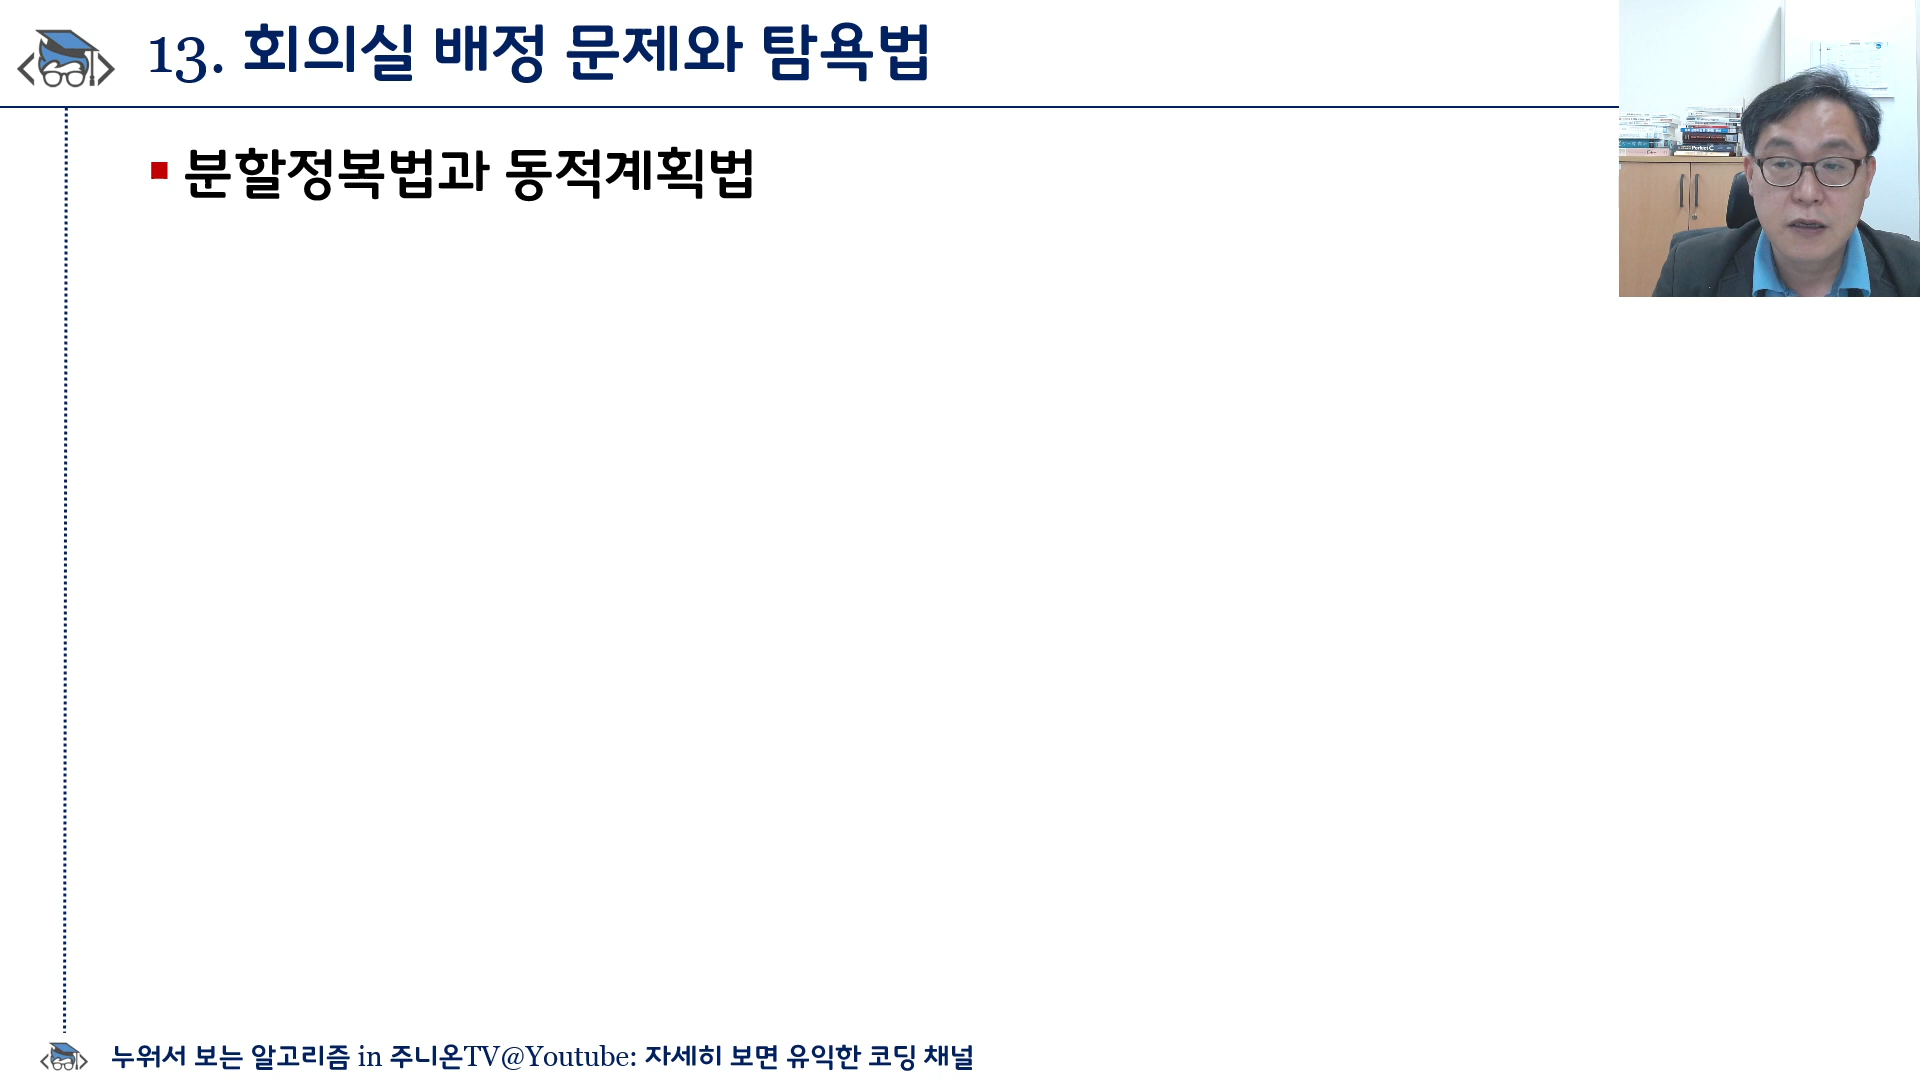 13. 회의실 배정 문제와 탐욕법
분할정복법과 동적계획법
누워서 보는 알고리즘 in 주니온TV@Youtube: 자세히 보면 유익한 코딩 채널